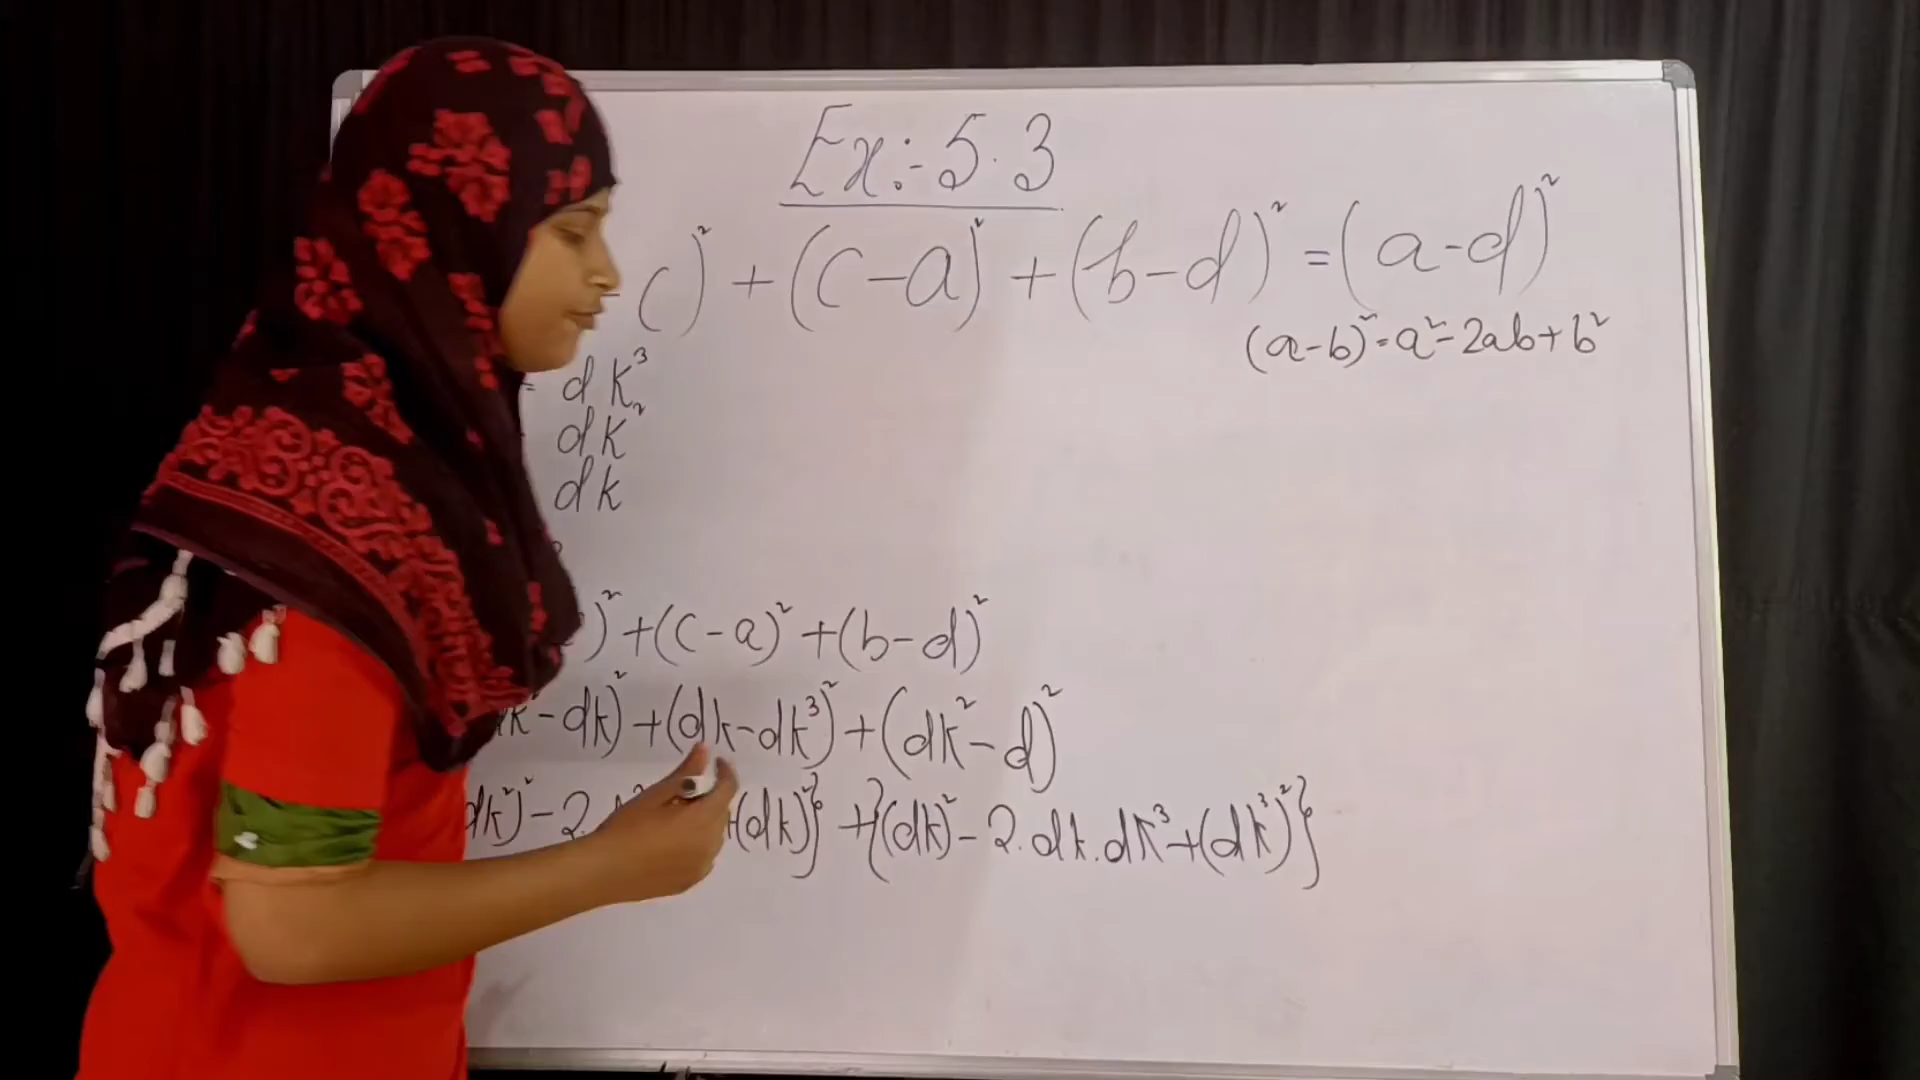 Ex:- 5.3
- c)² + (c-a)² + (b-d)² = (a-d)²
(a-b)² = a² - 2ab + b²
= dk³
dk²
dk
)² + (c-a)² + (b-d)²
k² - dk)² + (dk - dk³)² + (dk² - d)²
dk²)² - 2. +(dk)²} + {(dk)² - 2.dk.dk³ + (dk³)²}